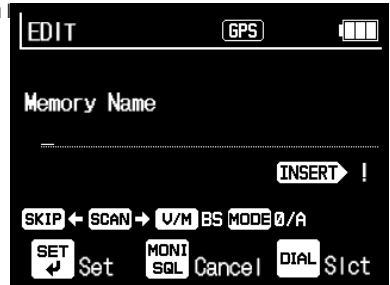 EDIT GPS
Memory Name
INSERT !
SKIP ← SCAN → V/M BS MODE 0/A
SET ↵ Set MONI SQL Cancel DIAL Slct